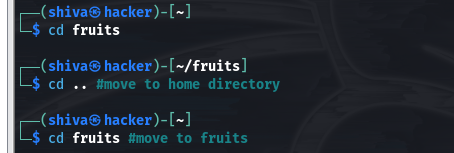 ┌──(shiva㉿hacker)-[~]
└─$ cd fruits
┌──(shiva㉿hacker)-[~/fruits]
└─$ cd .. #move to home directory
┌──(shiva㉿hacker)-[~]
└─$ cd fruits #move to fruits